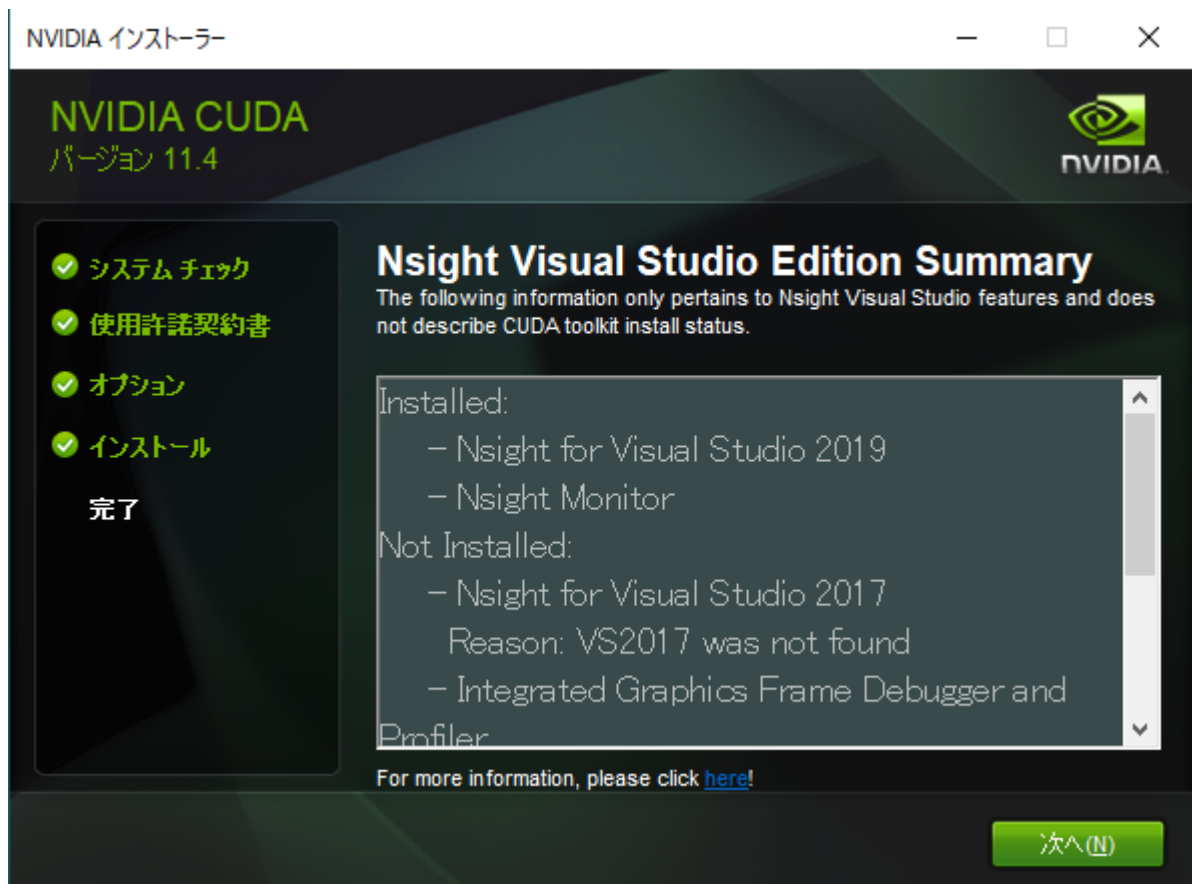 NVIDIA インストーラー
NVIDIA CUDA
バージョン 11.4
NVIDIA.
システム チェック
使用許諾契約書
オプション
インストール
完了
Nsight Visual Studio Edition Summary
The following information only pertains to Nsight Visual Studio features and does
not describe CUDA toolkit install status.
Installed:
- Nsight for Visual Studio 2019
- Nsight Monitor
Not Installed:
- Nsight for Visual Studio 2017
Reason: VS2017 was not found
- Integrated Graphics Frame Debugger and
Profiler
For more information, please click here!
次へ(N)